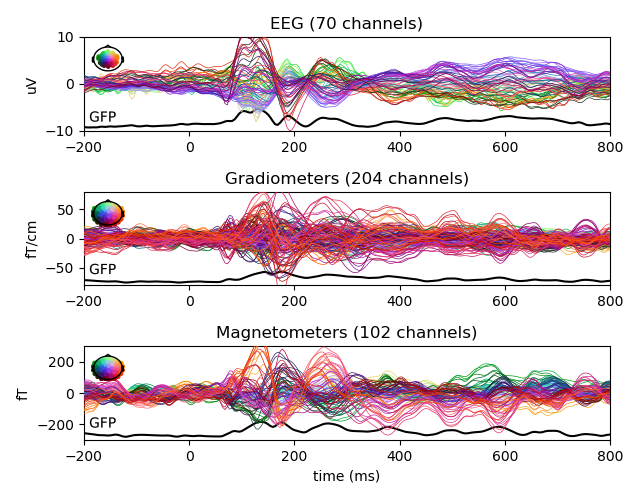 EEG (70 channels)
10
0
−10
uV
GFP
−200 0 200 400 600 800
Gradiometers (204 channels)
50
0
−50
fT/cm
GFP
−200 0 200 400 600 800
Magnetometers (102 channels)
200
0
−200
fT
GFP
−200 0 200 400 600 800
time (ms)